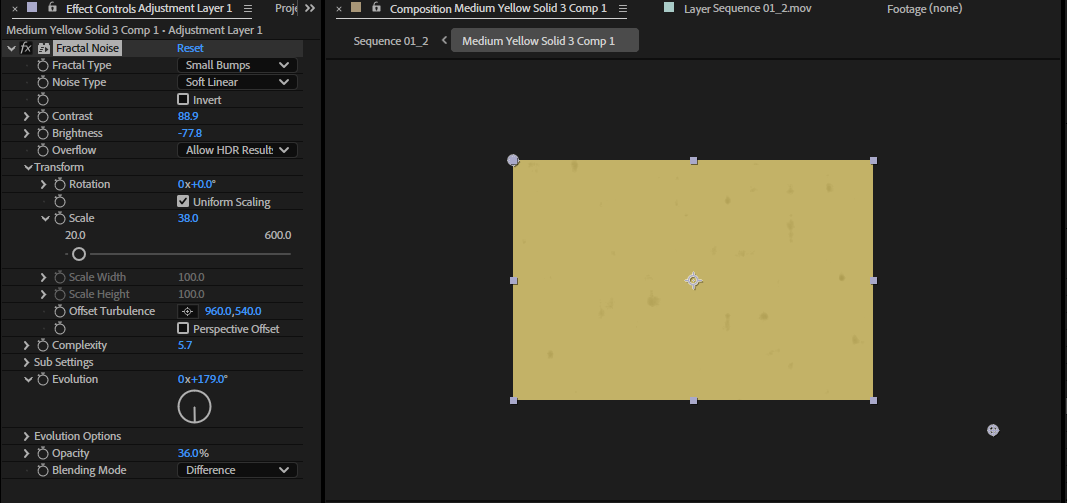 × Effect Controls Adjustment Layer 1 ≡ Proje >>
Medium Yellow Solid 3 Comp 1 • Adjustment Layer 1
fx Fractal Noise Reset
Fractal Type Small Bumps
Noise Type Soft Linear
Invert
Contrast 88.9
Brightness -77.8
Overflow Allow HDR Results
Transform
Rotation 0x+0.0°
Uniform Scaling
Scale 38.0
20.0 600.0
Scale Width 100.0
Scale Height 100.0
Offset Turbulence 960.0,540.0
Perspective Offset
Complexity 5.7
Sub Settings
Evolution 0x+179.0°
Evolution Options
Opacity 36.0%
Blending Mode Difference
× Composition Medium Yellow Solid 3 Comp 1 ≡ Layer Sequence 01_2.mov Footage (none)
Sequence 01_2 < Medium Yellow Solid 3 Comp 1